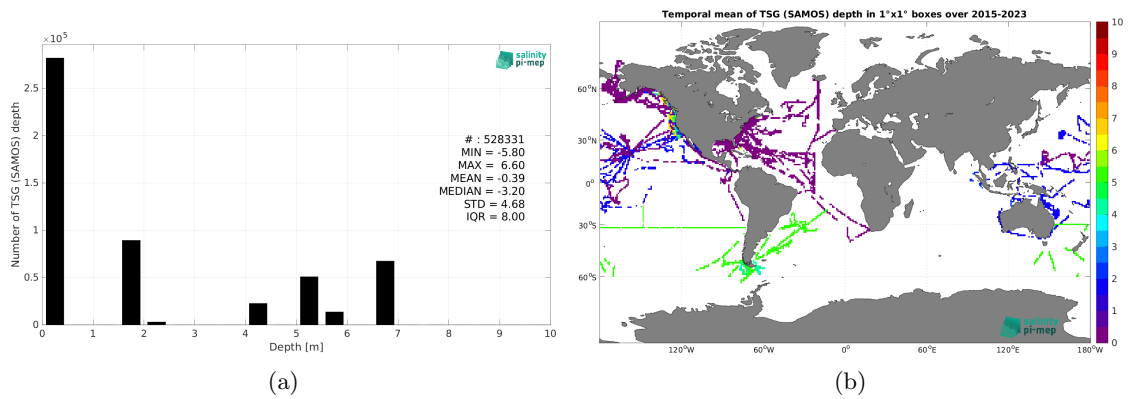 ×10⁵
salinity
pi-mep
2.5
2
1.5
1
0.5
0
# : 528331
MIN = -5.80
MAX = 6.60
MEAN = -0.39
MEDIAN = -3.20
STD = 4.68
IQR = 8.00
Number of TSG (SAMOS) depth
0 1 2 3 4 5 6 7 8 9 10
Depth [m]
(a)
Temporal mean of TSG (SAMOS) depth in 1°x1° boxes over 2015-2023
60°N
30°N
0°
30°S
60°S
120°W 60°W 0° 60°E 120°E 180°W
salinity
pi-mep
10
9
8
7
6
5
4
3
2
1
0
(b)